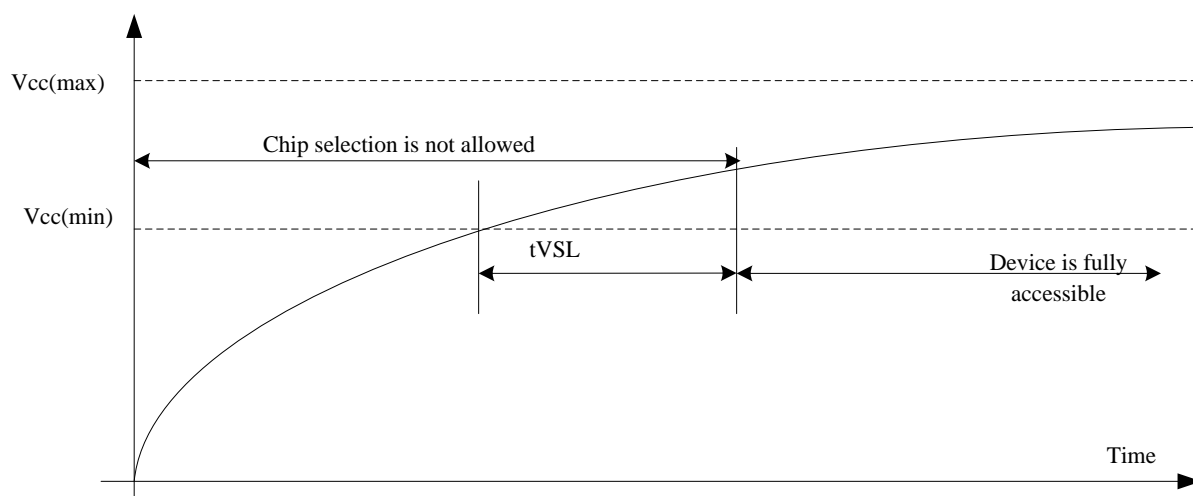 Vcc(max)
Chip selection is not allowed
Vcc(min)
tVSL
Device is fully
accessible
Time